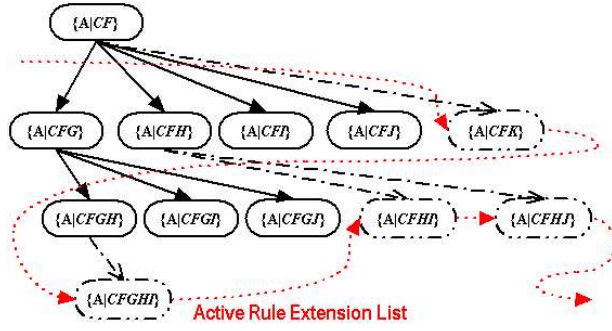 {A|CF}
{A|CFG} {A|CFH} {A|CFI} {A|CFJ} {A|CFK}
{A|CFGH} {A|CFGI} {A|CFGJ} {A|CFHI} {A|CFHJ}
{A|CFGHI}
Active Rule Extension List